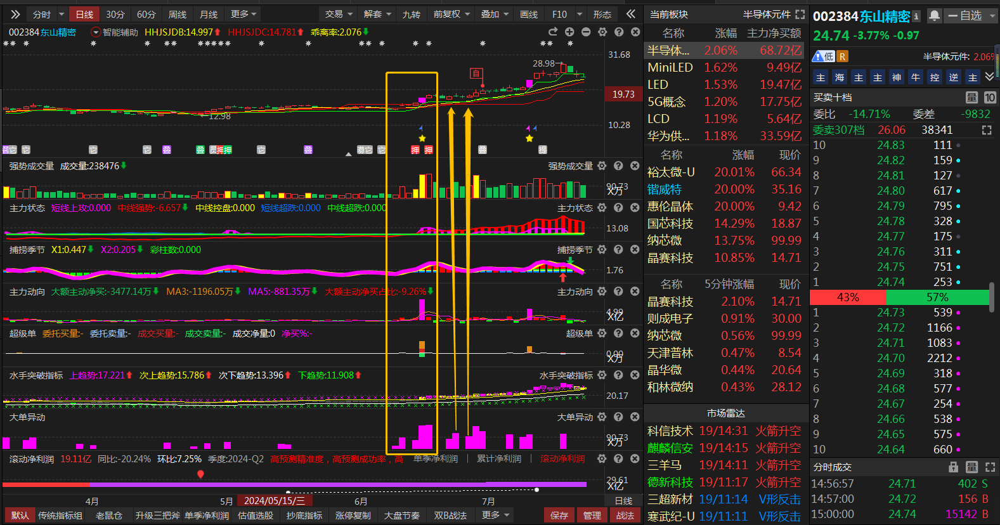 分时 日线 30分 60分 周线 月线 更多 交易 解套 九转 前复权 叠加 画线 F10 形态
002384东山精密 智能辅助 HHJSJDB:14.997 HHJSJDC:14.781 乖离率:2.076
31.68
28.98
自
19.73
12.98
10.28
强势成交量 成交量:238476 强势成交量
90.73
X万
主力状态 短线上攻:0.000 中线强势:-6.657 中线控盘:0.000 短线超跌:0.000 中线超跌:0.000 主力状态
13.08
捕捞季节 X1:0.447 X2:0.205 彩柱数:0.000 捕捞季节
1.76
主力动向 大额主动净买:-3477.14万 MA3:-1196.05万 MA5:-881.35万 大额主动净买占比:-9.26% 主力动向
4.99
X亿
超级单 委托买量:- 委托卖量:- 成交买量:- 成交卖量:- 成交净量:0 净买%:- 超级单
0.00
X万
水手突破指标 上趋势:17.221 次上趋势:15.786 次下趋势:13.396 下趋势:11.908 水手突破指标
20.17
大单异动 大单异动
90.73
X万
滚动净利润 19.11亿 同比:-20.24% 环比:7.25% 季度:2024-Q2 高预测精准度，高预测成功率，高 单季净利润 | 累计净利润 | 滚动净利润
29.61
X亿
4月 5月 2024/05/15/三 6月 7月 日线
默认 传统指标组 老鼠仓 升级三把斧 单季净利润 估值选股 抄底指标 涨停复制 大盘节奏 双B战法 更多 保存 管理 战法
当前板块 半导体元件
名称 涨幅 主力净买额
半导体... 2.06% 68.72亿
MiniLED 1.62% 9.49亿
LED 1.53% 19.47亿
5G概念 1.20% 17.75亿
LCD 1.19% 5.64亿
华为供... 1.18% 33.59亿
名称 涨幅 现价
裕太微-U 20.01% 66.34
锴威特 20.00% 35.16
惠伦晶体 20.00% 9.42
国芯科技 14.29% 18.87
纳芯微 13.75% 99.99
晶赛科技 10.85% 14.71
名称 5分钟涨幅 现价
晶赛科技 2.10% 14.71
则成电子 0.91% 30.00
纳芯微 0.56% 99.99
天津普林 0.47% 8.54
晶华微 0.44% 20.64
和林微纳 0.43% 28.12
市场雷达
科信技术 19/14:31 火箭升空
麒麟信安 19/14:15 火箭升空
三羊马 19/14:11 火箭升空
德新科技 19/11:17 火箭升空
三超新材 19/11:14 V形反击
寒武纪-U 19/11:11 V形反击
002384东山精密 自选
24.74 -3.77% -0.97
低 R 半导体元件: 2.06%
主 海 主 主 神 牛 控 逆 主
买卖十档 量 10
委比 -14.71% 委差 -9832
委卖307档 26.06 38341
10 24.83 111
9 24.82 159
8 24.81 127
7 24.80 617
6 24.79 795
5 24.78 328
4 24.77 175
3 24.76 311
2 24.75 751
1 24.74 253
43% 57%
1 24.73 539
2 24.72 1166
3 24.71 1083
4 24.70 2212
5 24.69 318
6 24.68 577
7 24.67 254
8 24.66 538
9 24.65 575
10 24.64 660
分时成交 量
14:56:57 24.71 402 S
14:57:00 24.72 156 B
15:00:00 24.74 15142 B